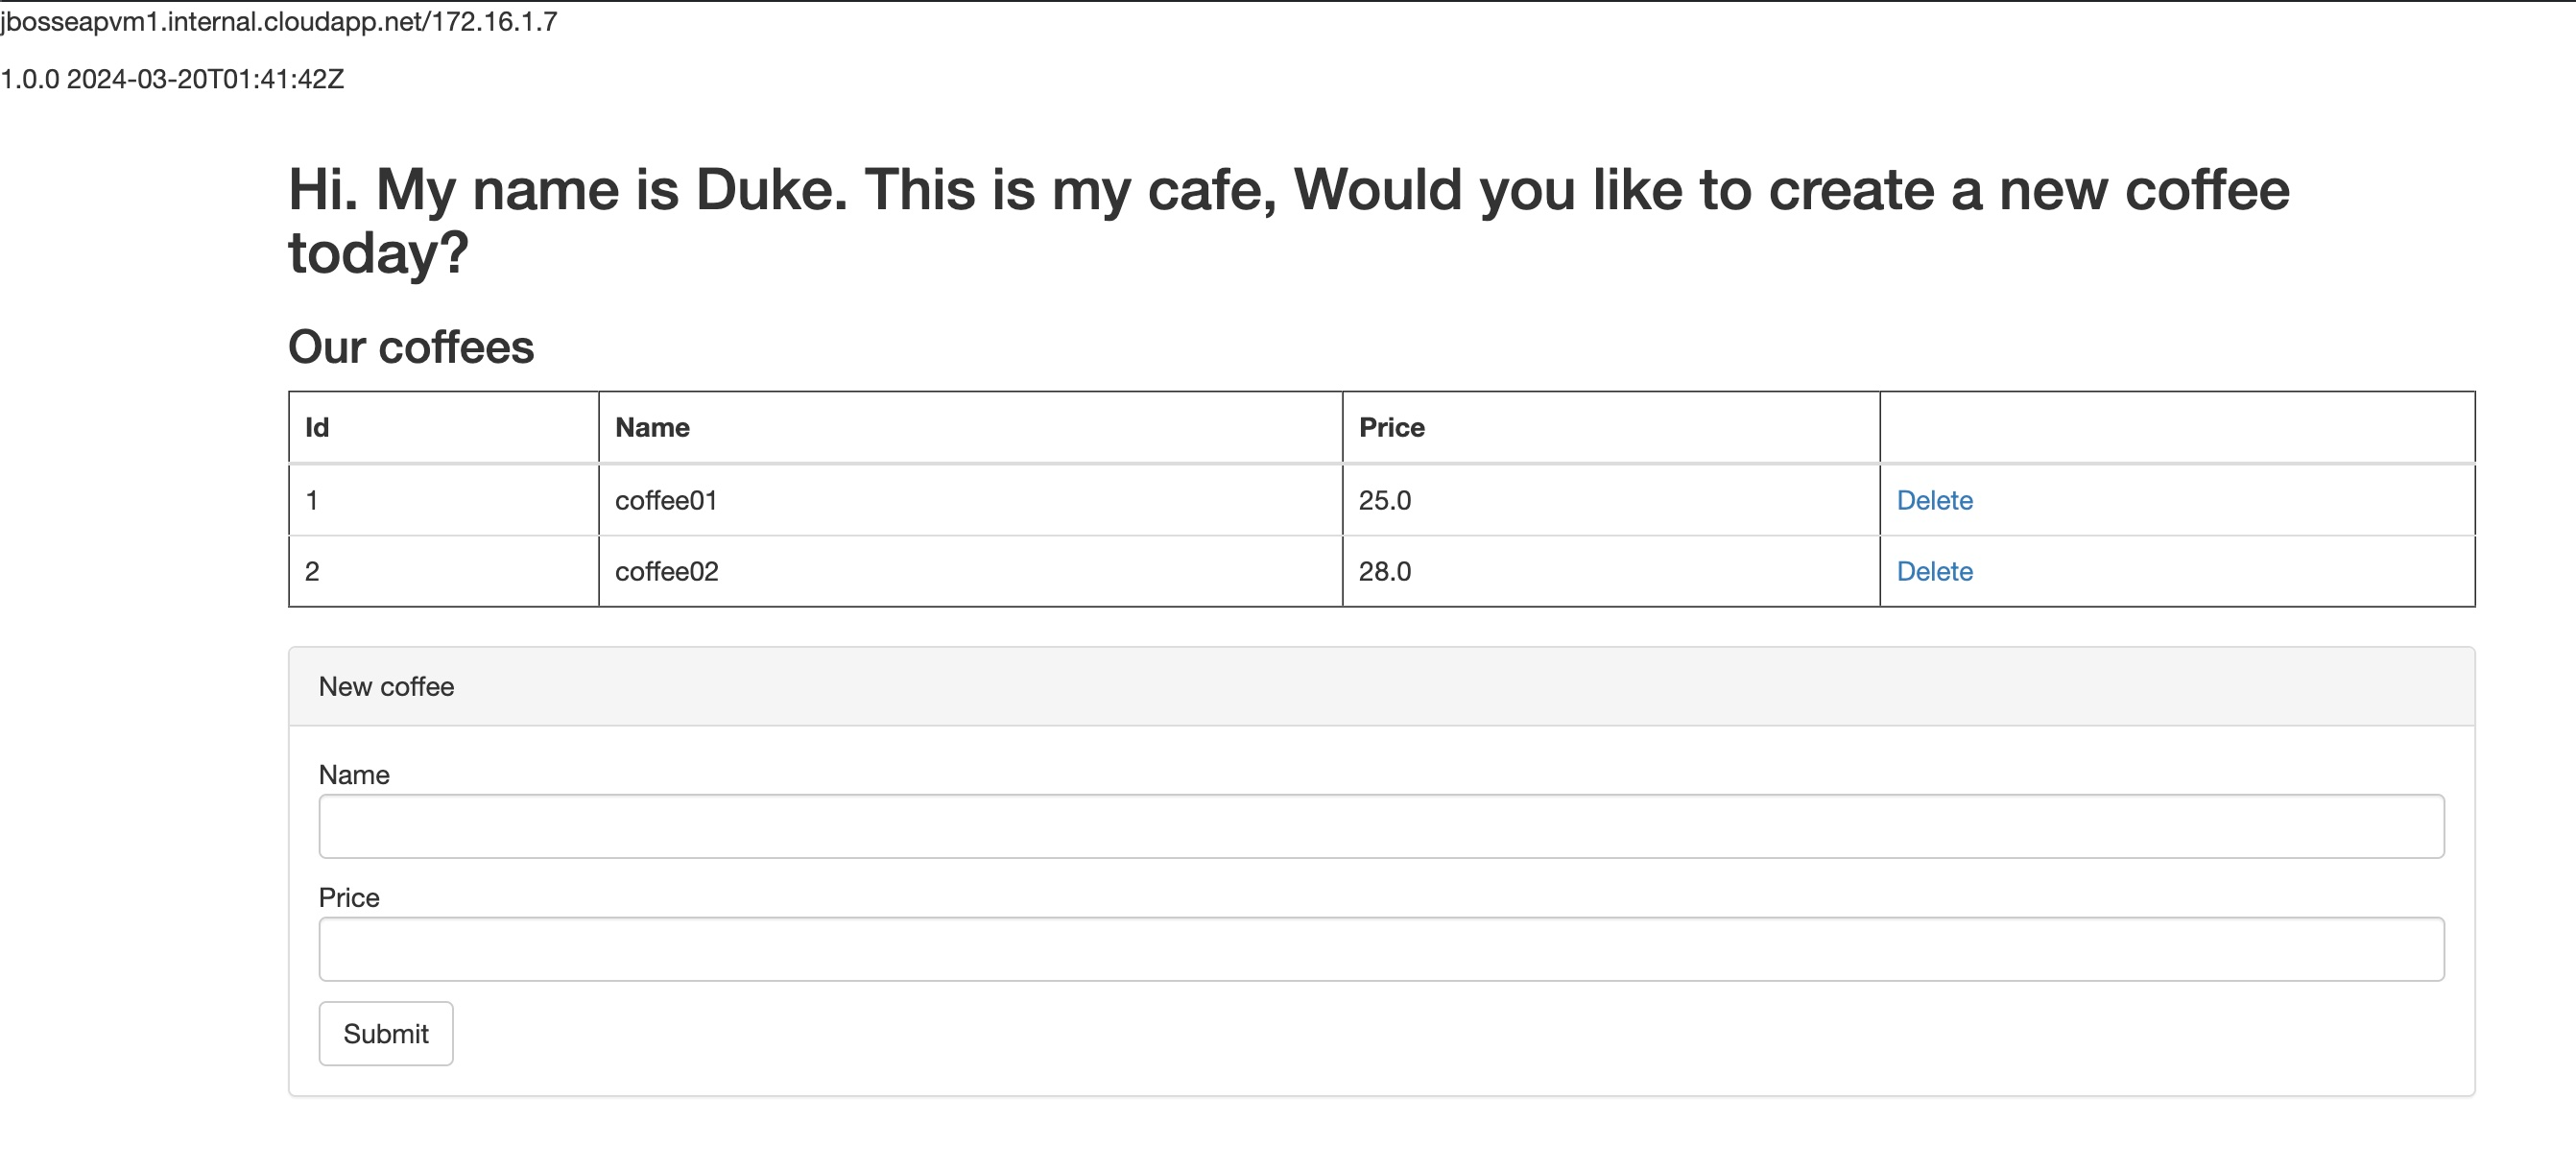 jbosseapvm1.internal.cloudapp.net/172.16.1.7
1.0.0 2024-03-20T01:41:42Z
Hi. My name is Duke. This is my cafe, Would you like to create a new coffee
today?
Our coffees
Id Name Price
1 coffee01 25.0 Delete
2 coffee02 28.0 Delete
New coffee
Name
Price
Submit